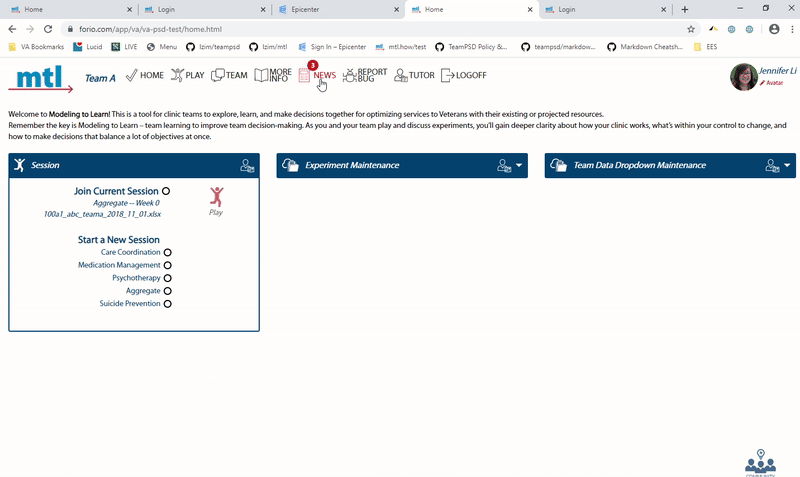 Home
Login
Epicenter
Home
Login
forio.com/app/va/va-psd-test/home.html
VA Bookmarks
Lucid
LIVE
Menu
lzim/teampsd
lzim/mtl
Sign In – Epicenter
mtl.how/test
TeamPSD Policy &...
teampsd/markdow...
Markdown Cheatsh...
EES
mtl
Team A
HOME
PLAY
TEAM
MORE INFO
3
NEWS
REPORT BUG
TUTOR
LOGOFF
Jennifer Li
Avatar
Welcome to Modeling to Learn! This is a tool for clinic teams to explore, learn, and make decisions together for optimizing services to Veterans with their existing or projected resources.
Remember the key is Modeling to Learn – team learning to improve team decision-making. As you and your team play and discuss experiments, you'll gain deeper clarity about how your clinic works, what's within your control to change, and
how to make decisions that balance a lot of objectives at once.
Session
Join Current Session
Aggregate -- Week 0
100a1_abc_teama_2018_11_01.xlsx
Play
Start a New Session
Care Coordination
Medication Management
Psychotherapy
Aggregate
Suicide Prevention
Experiment Maintenance
Team Data Dropdown Maintenance
COMMUNITY